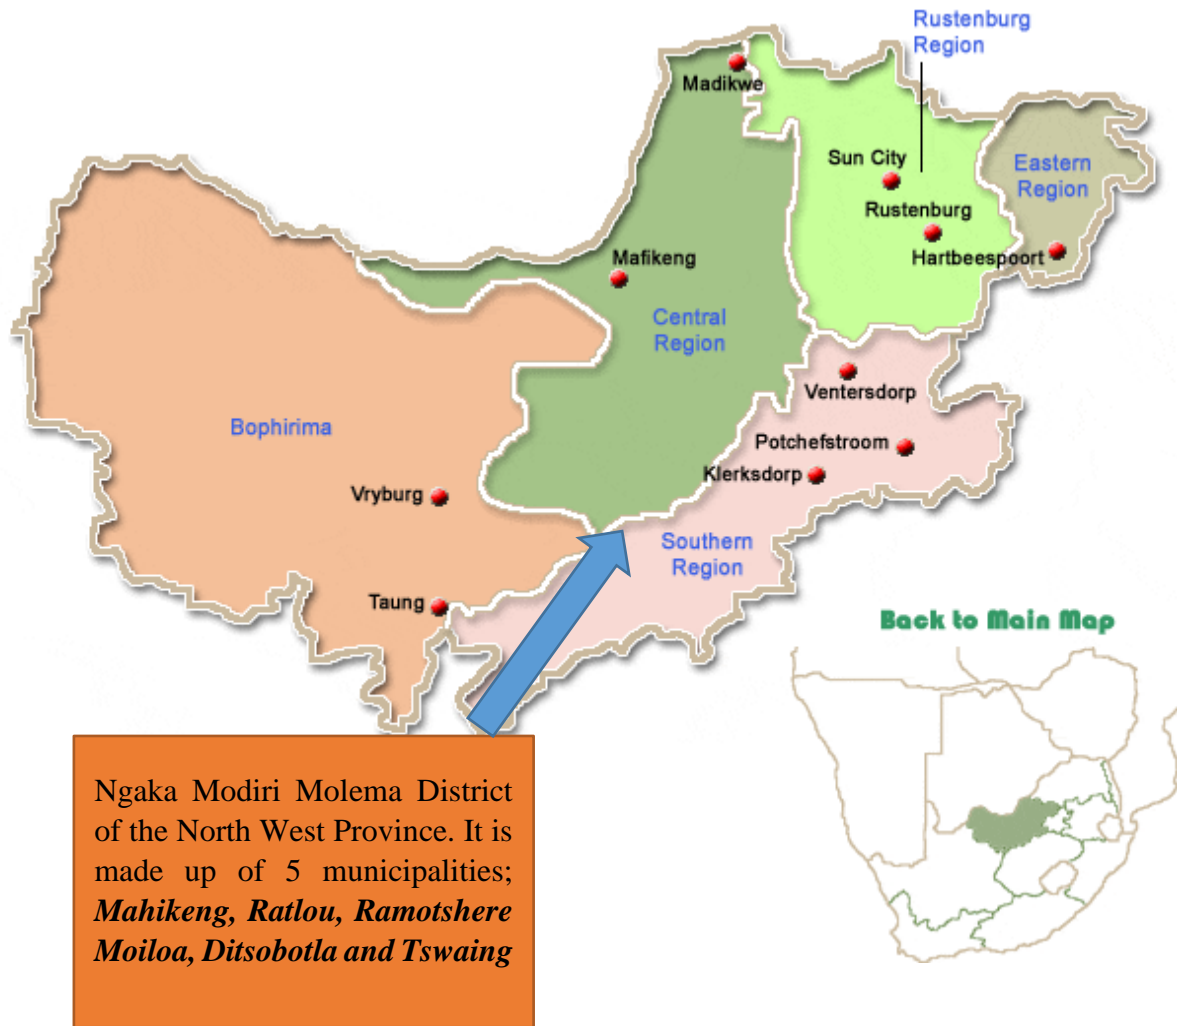 Rustenburg
Region
Madikwe
Sun City
Eastern
Region
Rustenburg
Hartbeespoort
Mafikeng
Central
Region
Ventersdorp
Bophirima
Potchefstroom
Klerksdorp
Vryburg
Southern
Region
Taung
Back to Main Map
Ngaka Modiri Molema District
of the North West Province. It is
made up of 5 municipalities;
Mahikeng, Ratlou, Ramotshere
Moiloa, Ditsobotla and Tswaing